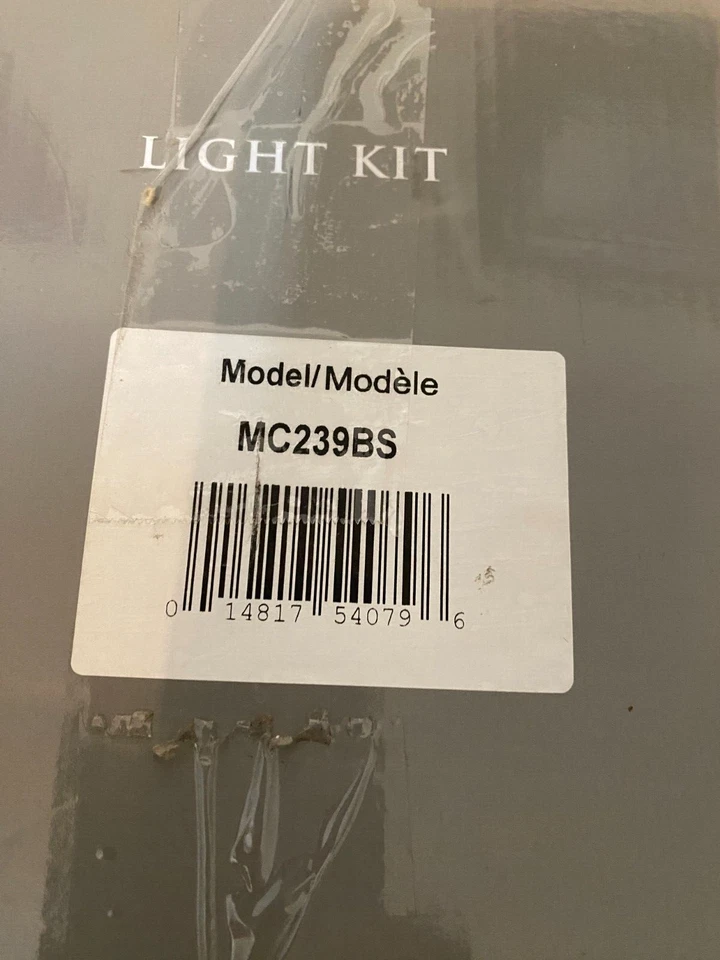 LIGHT KIT
Model/Modèle
MC239BS
0 14817 54079 6